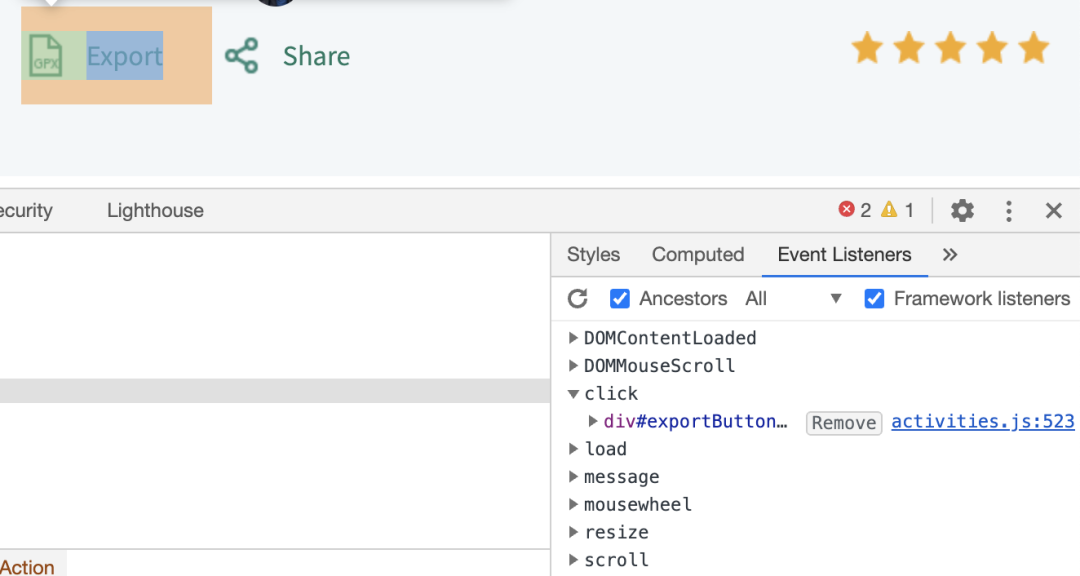 GPX Export Share
ecurity Lighthouse 2 1
Styles Computed Event Listeners
Ancestors All Framework listeners
DOMContentLoaded
DOMMouseScroll
click
div#exportButton… Remove activities.js:523
load
message
mousewheel
resize
scroll
Action